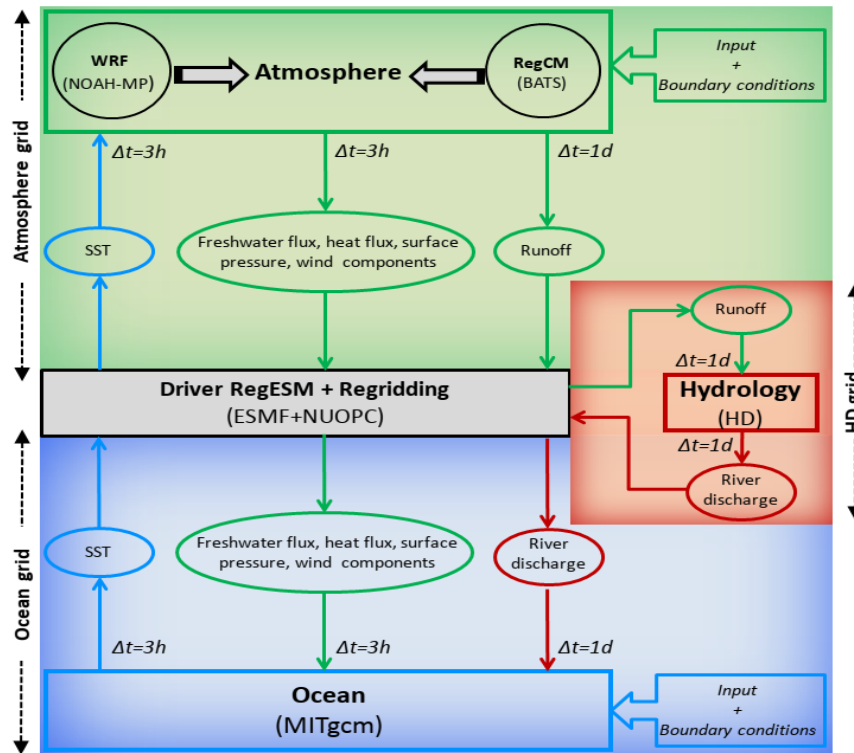 WRF
(NOAH-MP)
Atmosphere
RegCM
(BATS)
Input
+
Boundary conditions
Δt=3h
Δt=3h
Δt=1d
Atmosphere grid
SST
Freshwater flux, heat flux, surface
pressure, wind components
Runoff
Runoff
Δt=1d
Driver RegESM + Regridding
(ESMF+NUOPC)
Hydrology
(HD)
Δt=1d
River
discharge
HD grid
Ocean grid
SST
Freshwater flux, heat flux, surface
pressure, wind components
River
discharge
Δt=3h
Δt=3h
Δt=1d
Ocean
(MITgcm)
Input
+
Boundary conditions